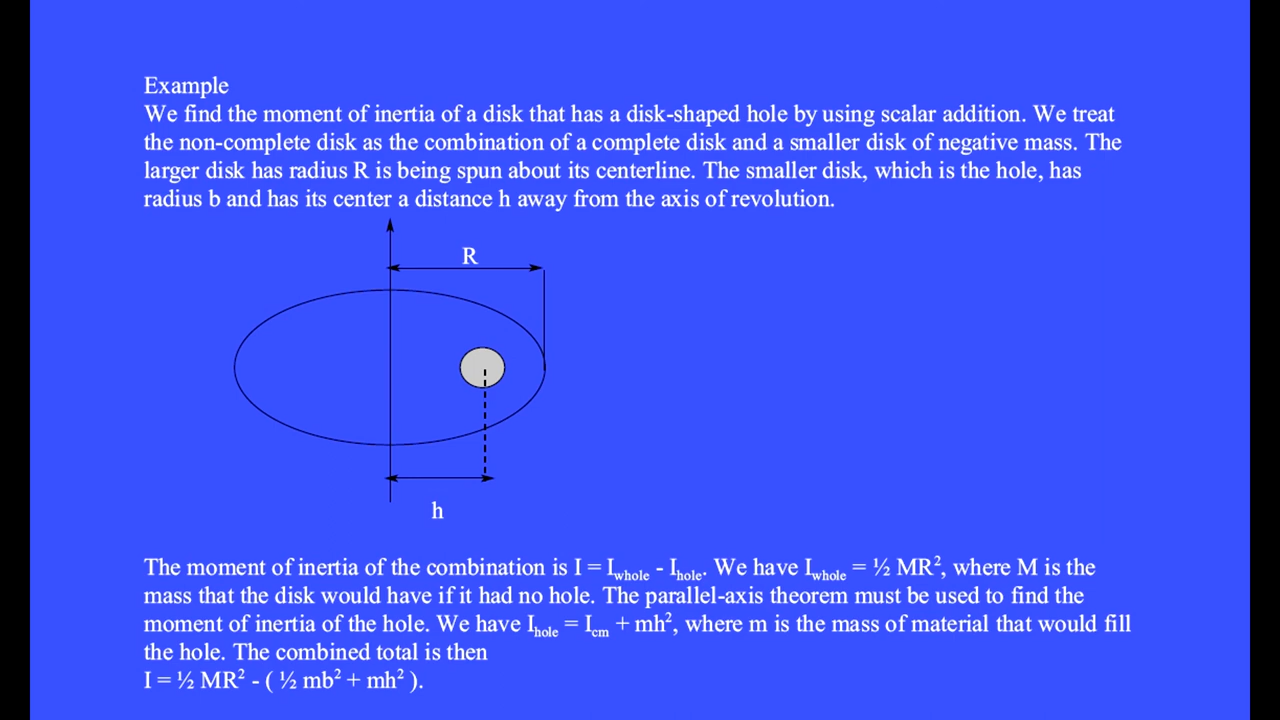 Example
We find the moment of inertia of a disk that has a disk-shaped hole by using scalar addition. We treat
the non-complete disk as the combination of a complete disk and a smaller disk of negative mass. The
larger disk has radius R is being spun about its centerline. The smaller disk, which is the hole, has
radius b and has its center a distance h away from the axis of revolution.
R
h
The moment of inertia of the combination is I = I_whole - I_hole. We have I_whole = ½ MR², where M is the
mass that the disk would have if it had no hole. The parallel-axis theorem must be used to find the
moment of inertia of the hole. We have I_hole = I_cm + mh², where m is the mass of material that would fill
the hole. The combined total is then
I = ½ MR² - ( ½ mb² + mh² ).